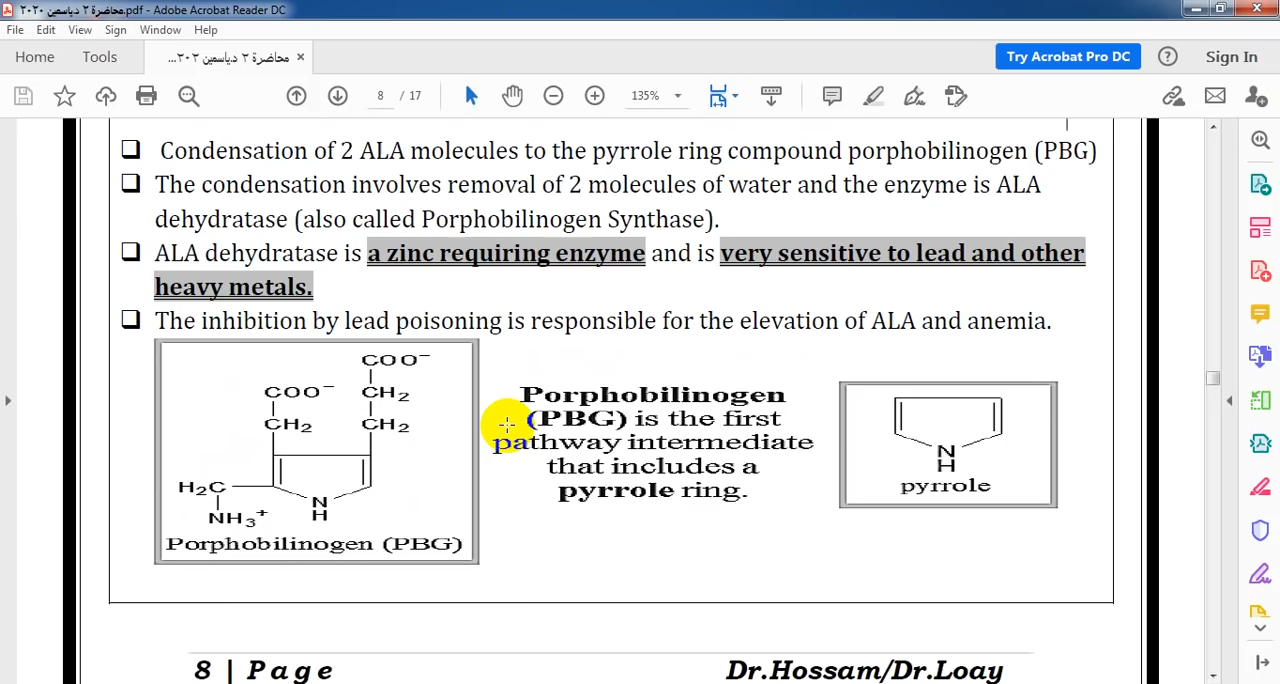 محاضرة ٢ د.ياسمين ٢٠٢٠.pdf - Adobe Acrobat Reader DC
File Edit View Sign Window Help
Home Tools محاضرة ٢ د.ياسمين ٢٠٢... × Try Acrobat Pro DC Sign In
8 / 17 135%
❑ Condensation of 2 ALA molecules to the pyrrole ring compound porphobilinogen (PBG)
❑ The condensation involves removal of 2 molecules of water and the enzyme is ALA
dehydratase (also called Porphobilinogen Synthase).
❑ ALA dehydratase is a zinc requiring enzyme and is very sensitive to lead and other
heavy metals.
❑ The inhibition by lead poisoning is responsible for the elevation of ALA and anemia.
COO⁻
COO⁻ CH₂
CH₂ CH₂
H₂C
NH₃⁺
N
H
Porphobilinogen (PBG)
Porphobilinogen
(PBG) is the first
pathway intermediate
that includes a
pyrrole ring.
N
H
pyrrole
8 | Page Dr.Hossam/Dr.Loay